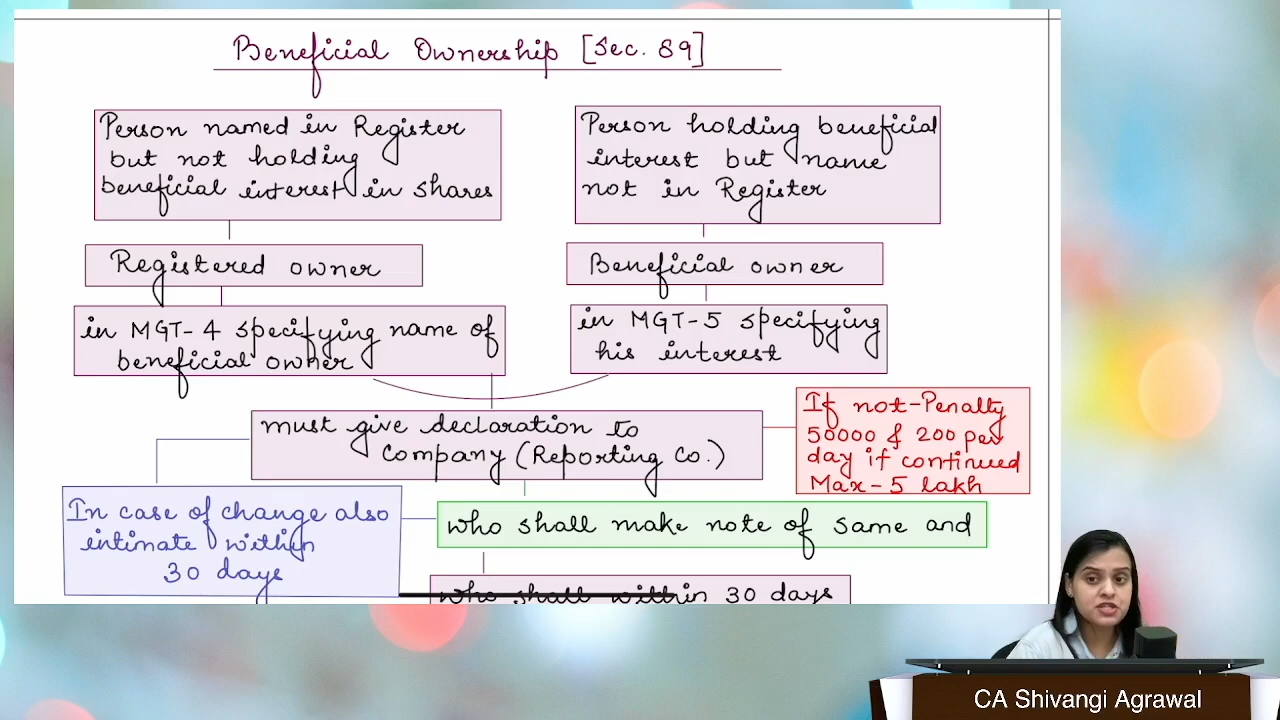 Beneficial Ownership [Sec. 89]
Person named in Register
but not holding
beneficial interest in shares
Person holding beneficial
interest but name
not in Register
Registered owner
Beneficial owner
in MGT-4 specifying name of
beneficial owner
in MGT-5 specifying
his interest
must give declaration to
Company (Reporting Co.)
If not-Penalty
50000 & 200 per
day if continued
Max-5 lakh
In case of change also
intimate within
30 days
who shall make note of same and
who shall within 30 days
CA Shivangi Agrawal